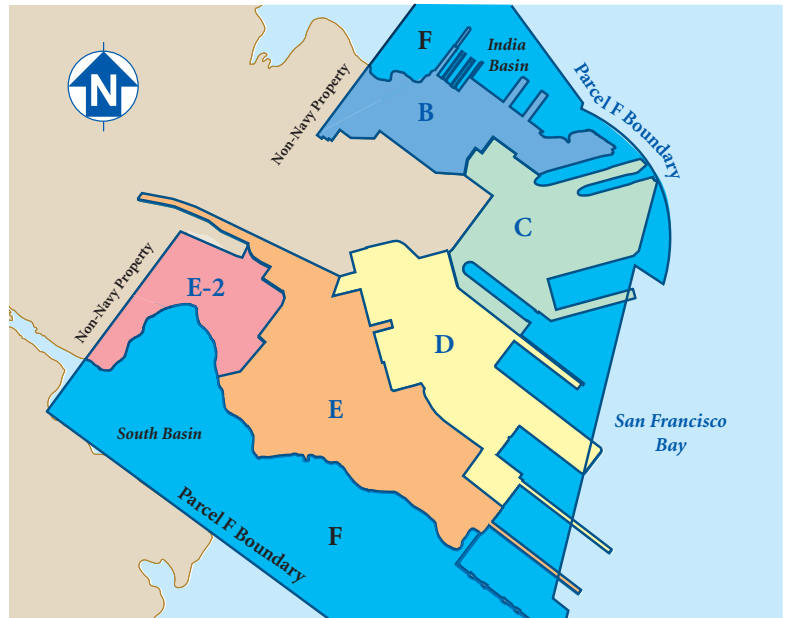 F
India
Basin
Parcel F Boundary
N
Non-Navy Property
B
C
Non-Navy Property
E-2
D
E
San Francisco
Bay
South Basin
Parcel F Boundary
F